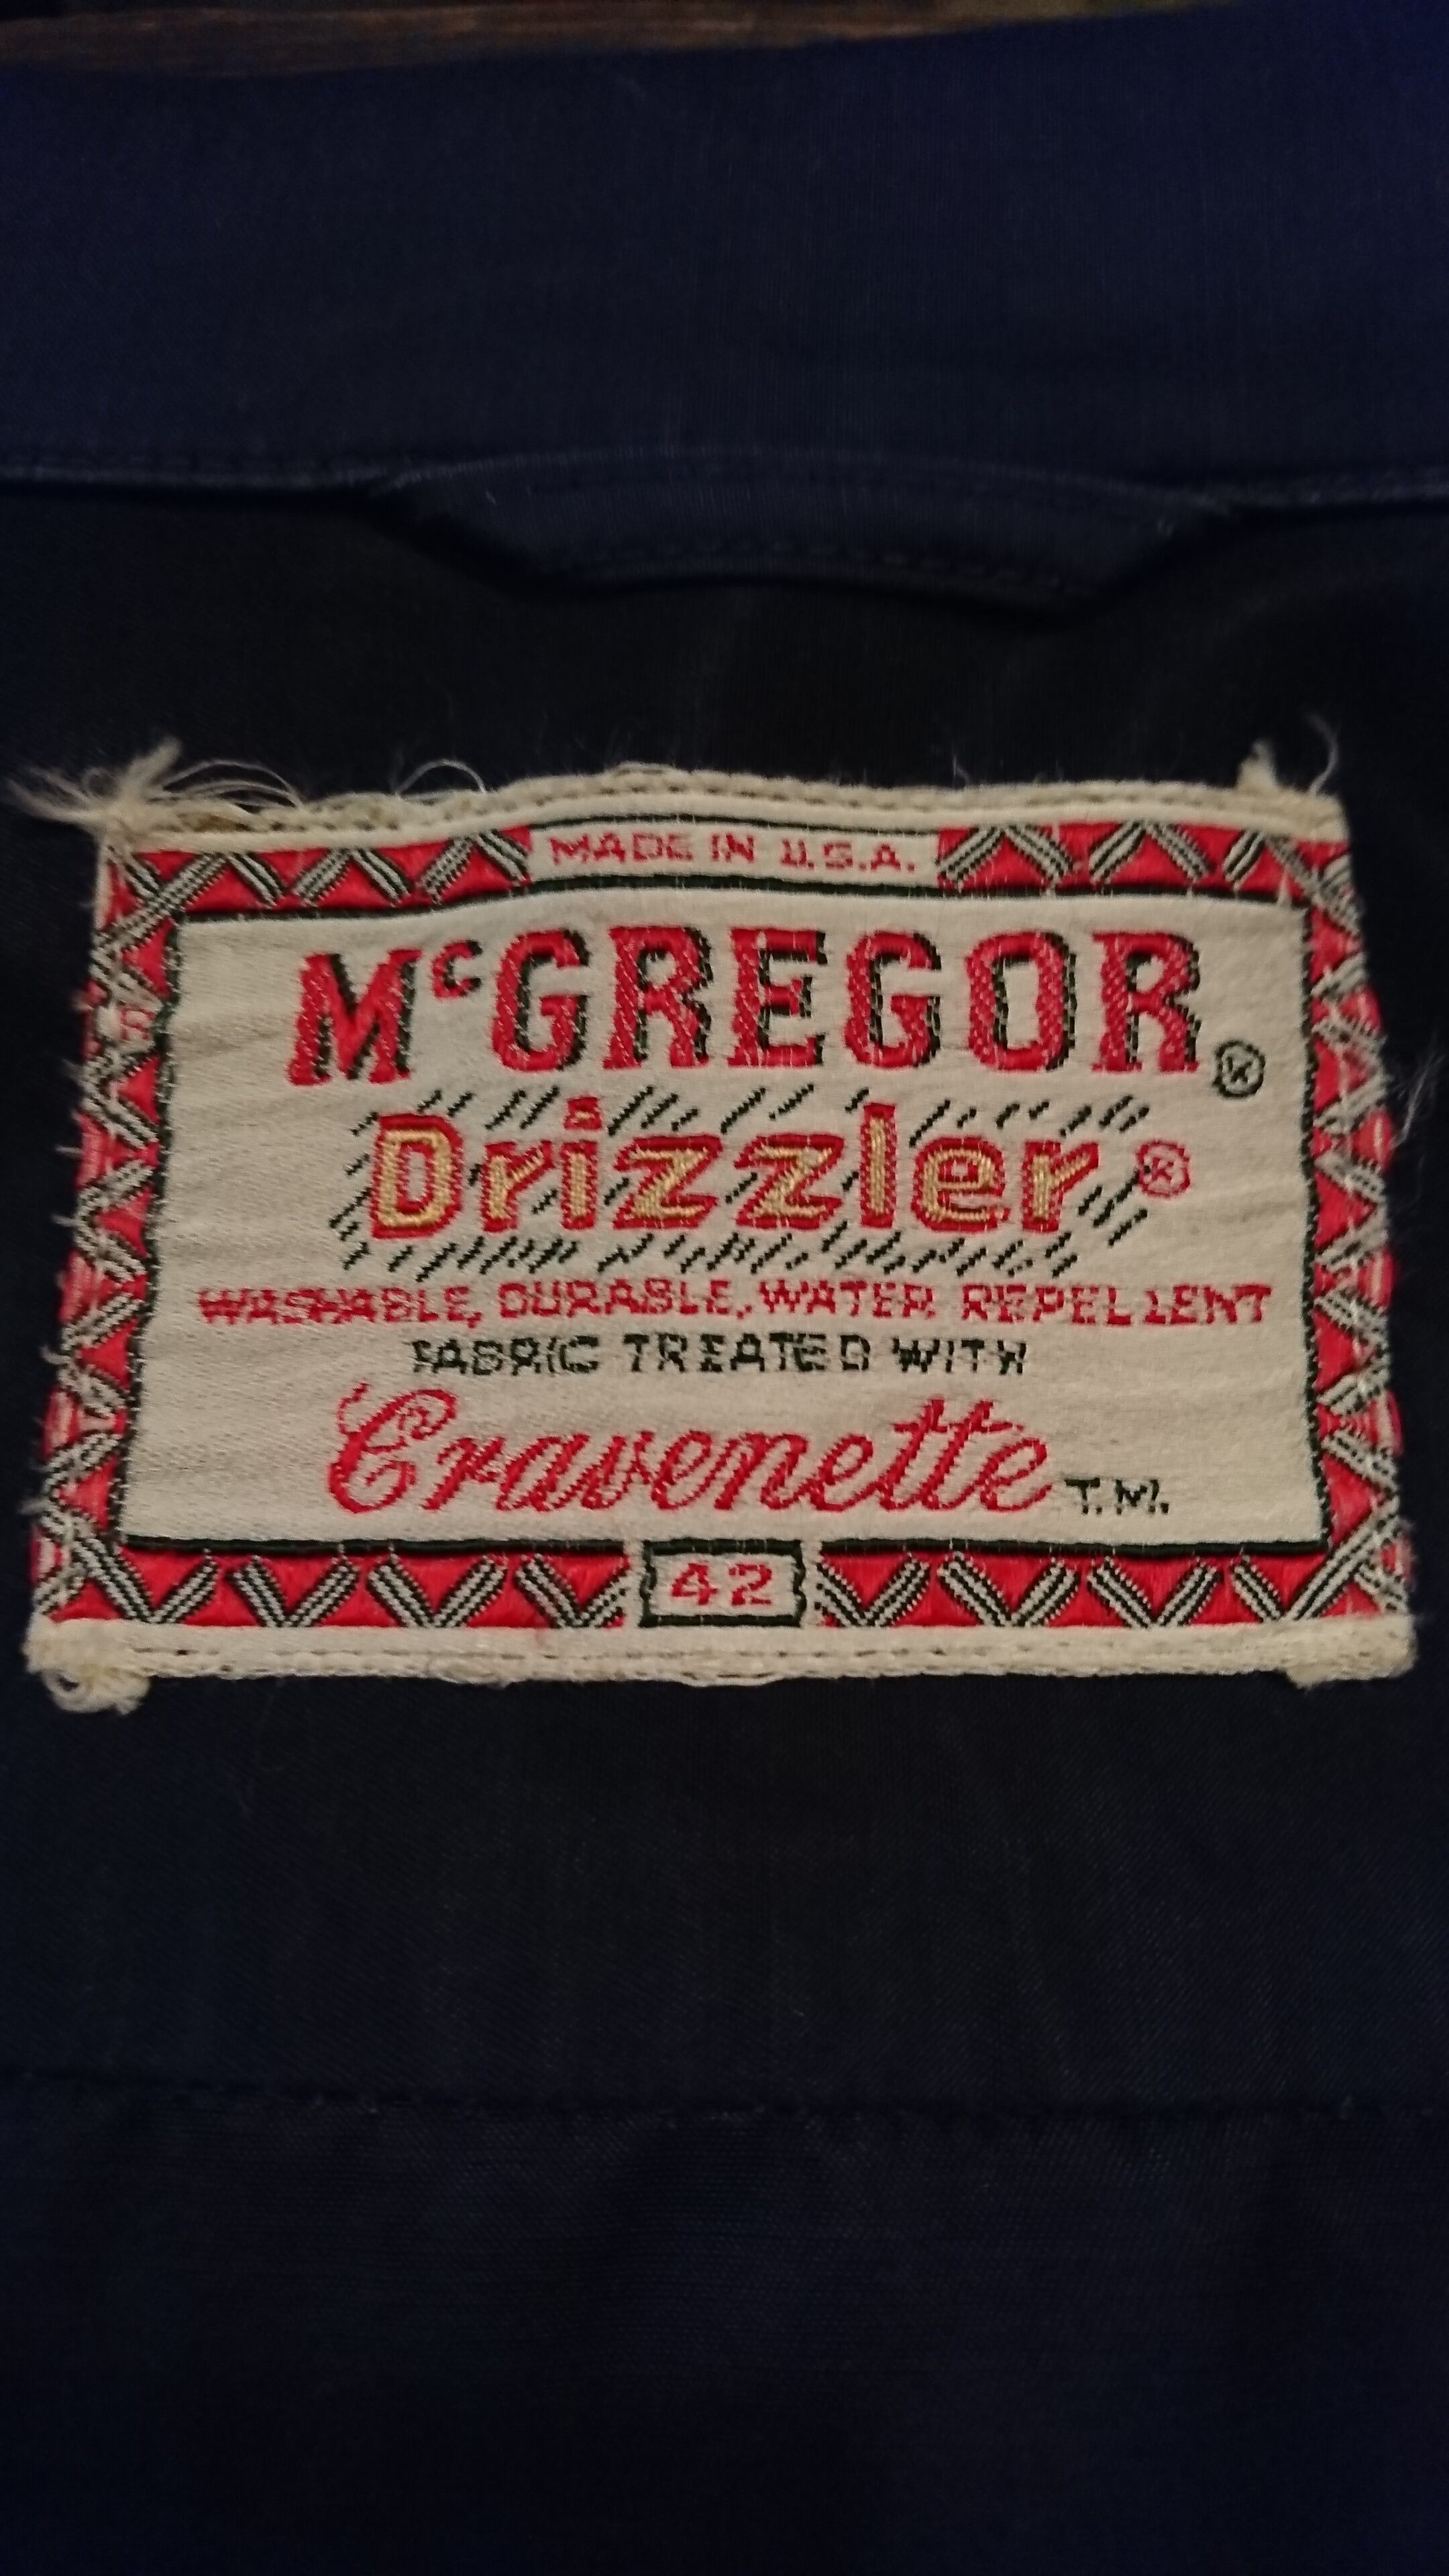 MADE IN U.S.A.
McGREGOR®
Drizzler®
WASHABLE, DURABLE, WATER REPELLENT
FABRIC TREATED WITH
Cravenette T.M.
42